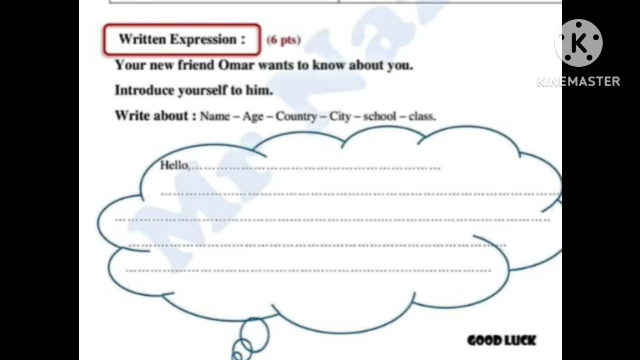 Written Expression : (6 pts)
Your new friend Omar wants to know about you.
Introduce yourself to him.
Write about : Name – Age – Country – City – school – class.
Hello,
GOOD LUCK
KINEMASTER